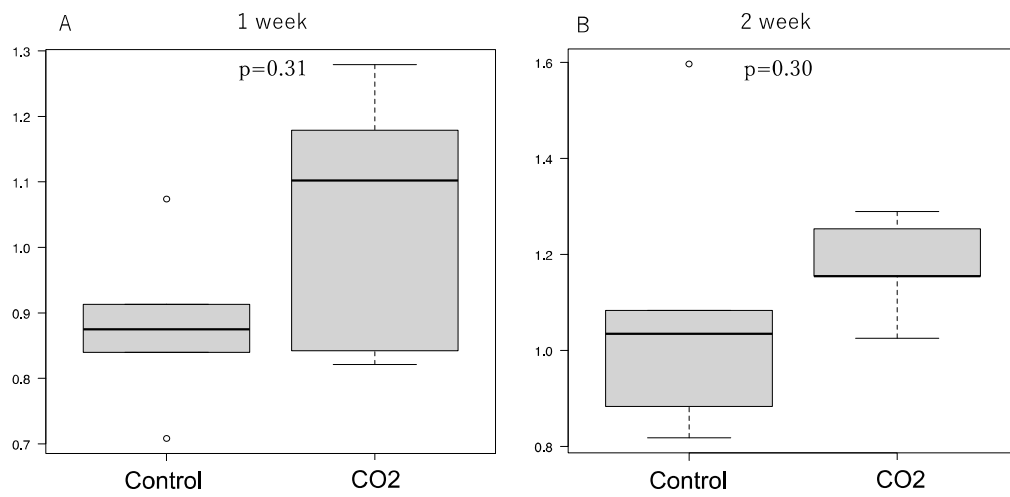 A
1 week
p=0.31
1.3
1.2
1.1
1.0
0.9
0.8
0.7
Control
CO2
B
2 week
p=0.30
1.6
1.4
1.2
1.0
0.8
Control
CO2